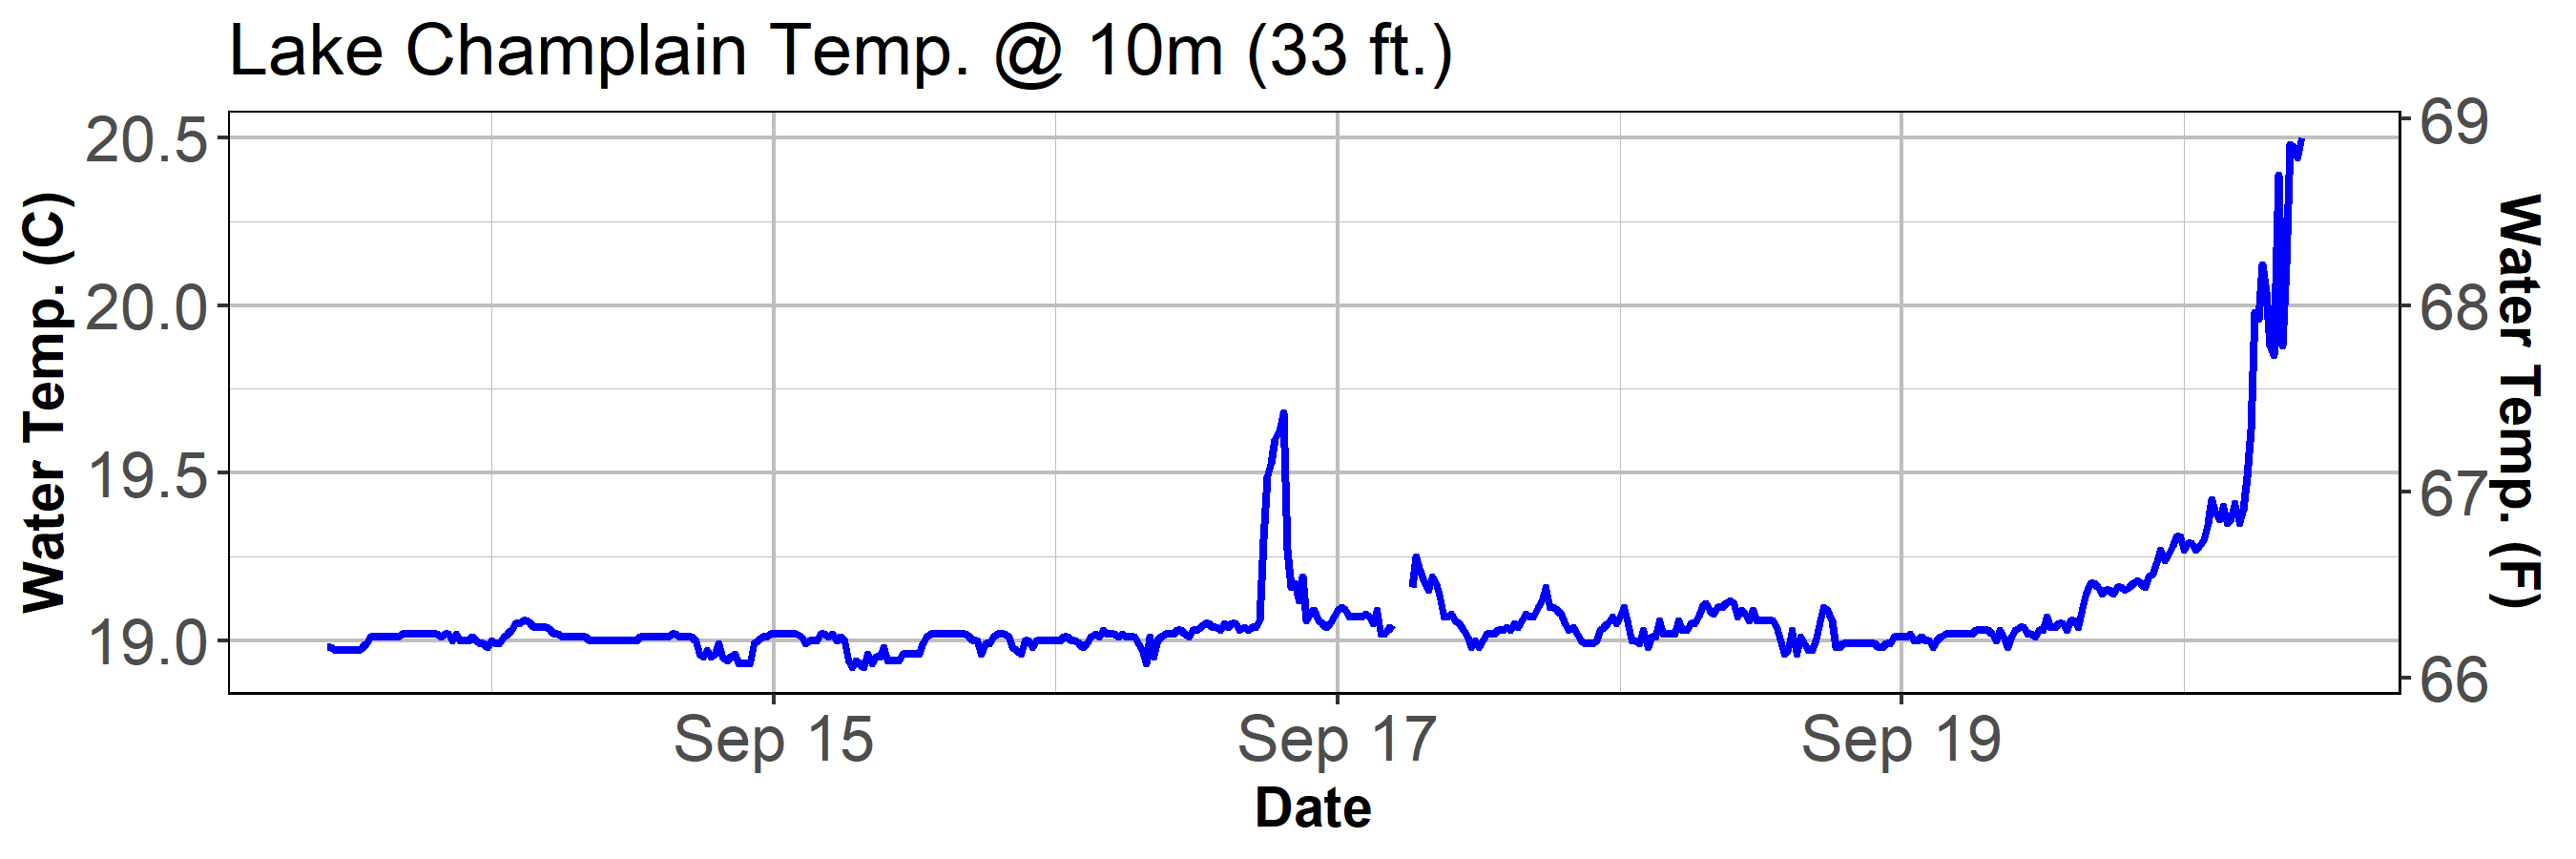 Lake Champlain Temp. @ 10m (33 ft.)
Water Temp. (C)
20.5
20.0
19.5
19.0
69
68
67
66
Water Temp. (F)
Sep 15
Sep 17
Sep 19
Date